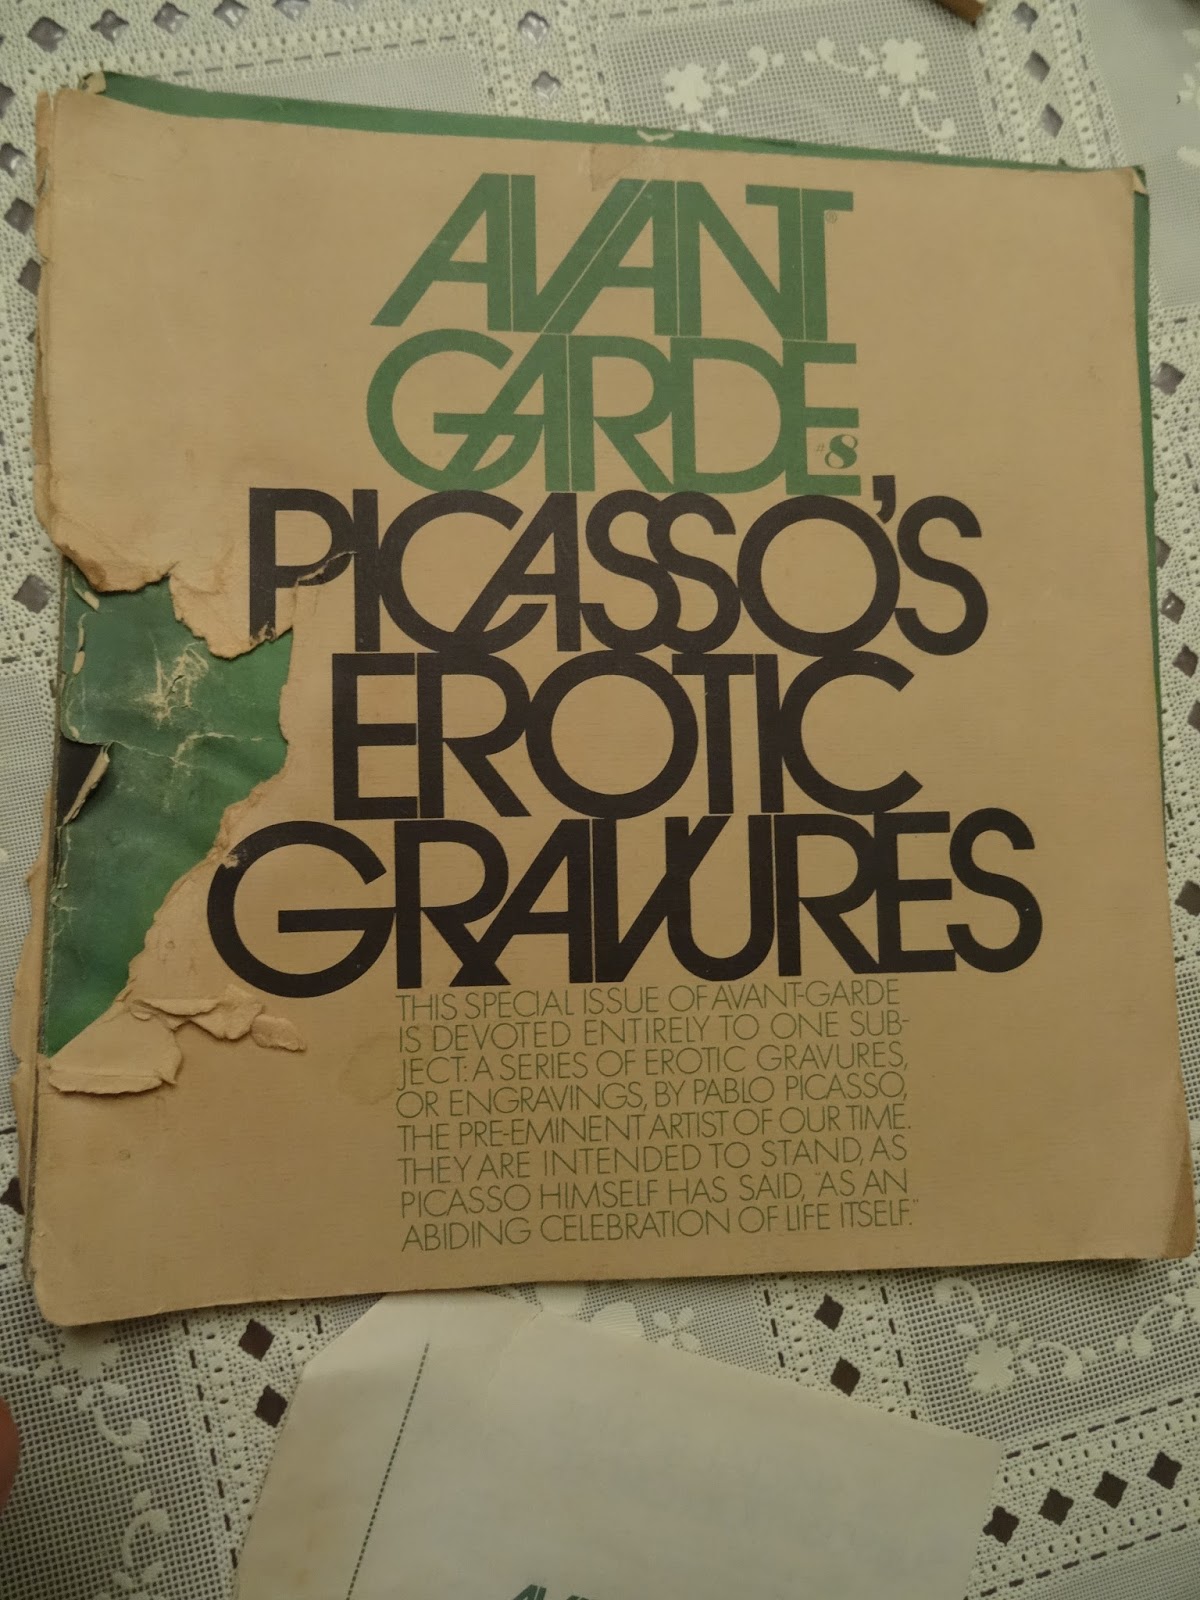 AVANT®
GARDE #8
PICASSO'S
EROTIC
GRAVURES
THIS SPECIAL ISSUE OF AVANT-GARDE
IS DEVOTED ENTIRELY TO ONE SUB-
JECT: A SERIES OF EROTIC GRAVURES,
OR ENGRAVINGS, BY PABLO PICASSO,
THE PRE-EMINENT ARTIST OF OUR TIME.
THEY ARE INTENDED TO STAND, AS
PICASSO HIMSELF HAS SAID, "AS AN
ABIDING CELEBRATION OF LIFE ITSELF."